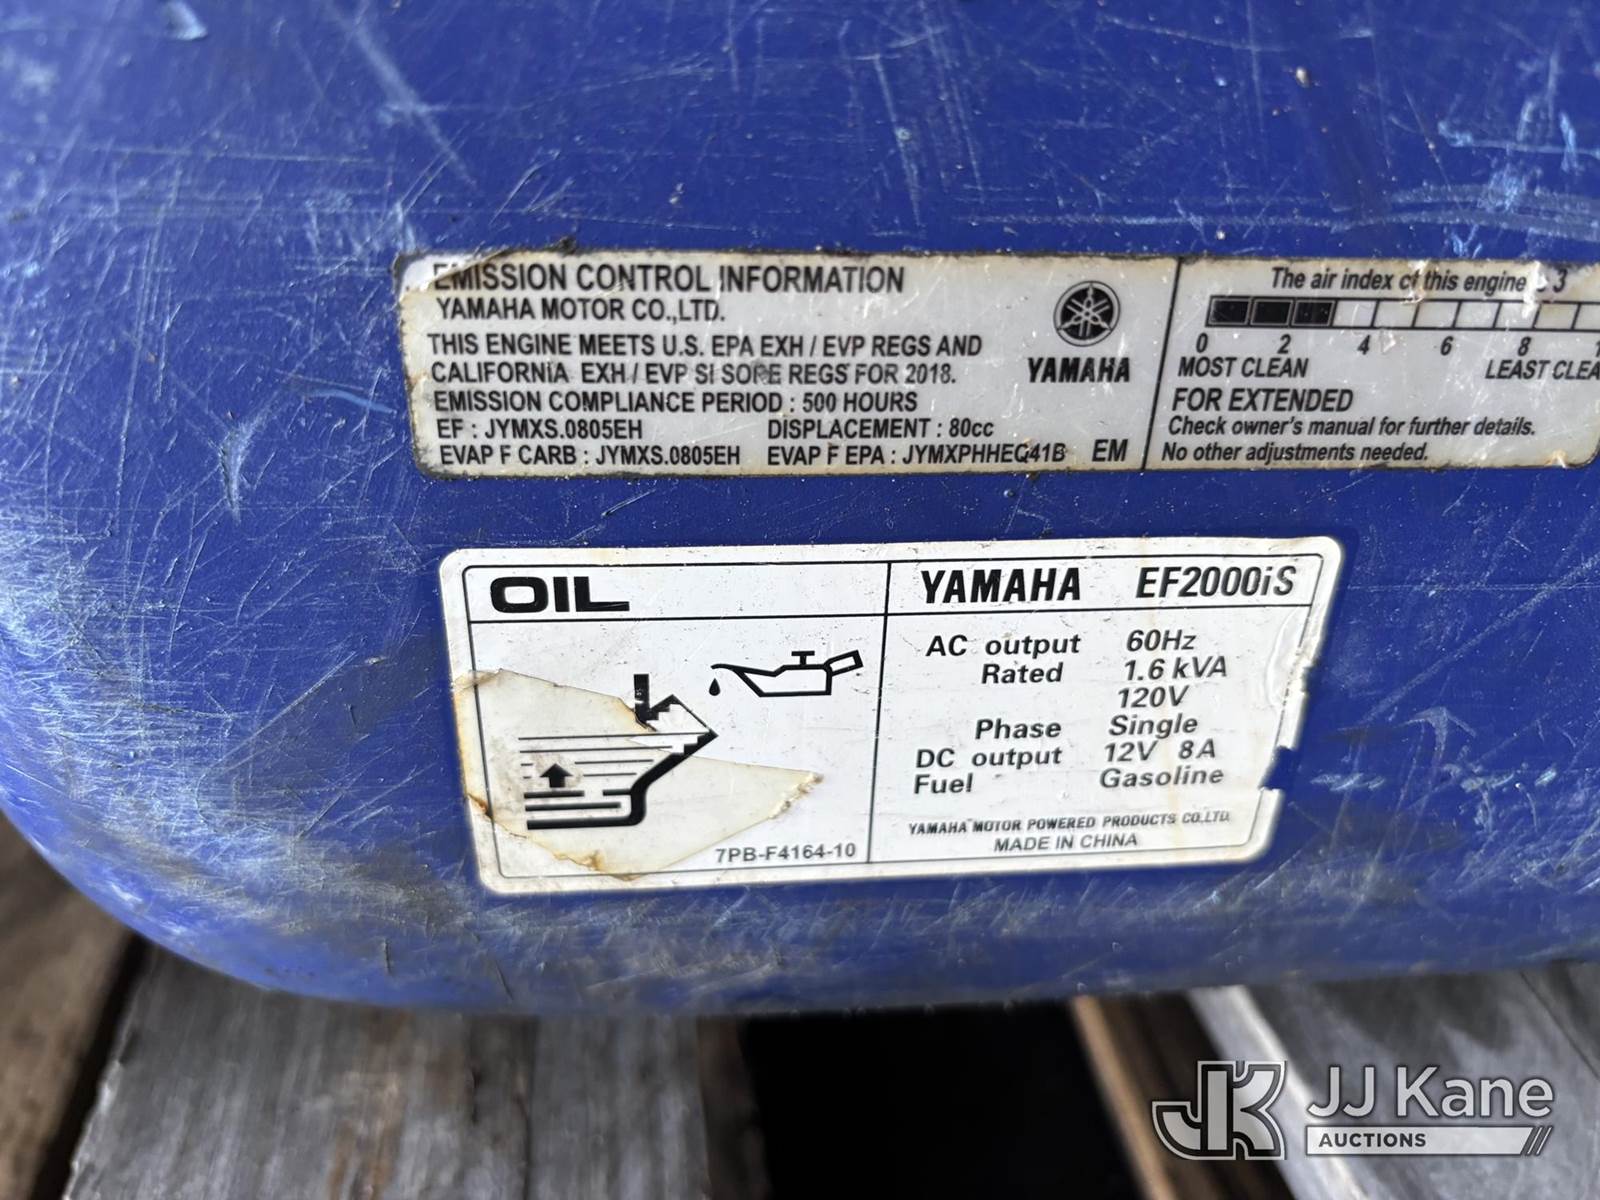 EMISSION CONTROL INFORMATION
YAMAHA MOTOR CO.,LTD.
THIS ENGINE MEETS U.S. EPA EXH / EVP REGS AND
CALIFORNIA EXH / EVP SI SORE REGS FOR 2018.
EMISSION COMPLIANCE PERIOD : 500 HOURS
EF : JYMXS.0805EH DISPLACEMENT : 80cc
EVAP F CARB : JYMXS.0805EH EVAP F EPA : JYMXPHHEG41B EM
YAMAHA
The air index of this engine 3
0 2 4 6 8
MOST CLEAN LEAST CLEA
FOR EXTENDED
Check owner's manual for further details.
No other adjustments needed.
OIL
7PB-F4164-10
YAMAHA EF2000iS
AC output 60Hz
Rated 1.6 kVA
120V
Phase Single
DC output 12V 8A
Fuel Gasoline
YAMAHA MOTOR POWERED PRODUCTS CO.LTD.
MADE IN CHINA
JK JJ Kane
AUCTIONS